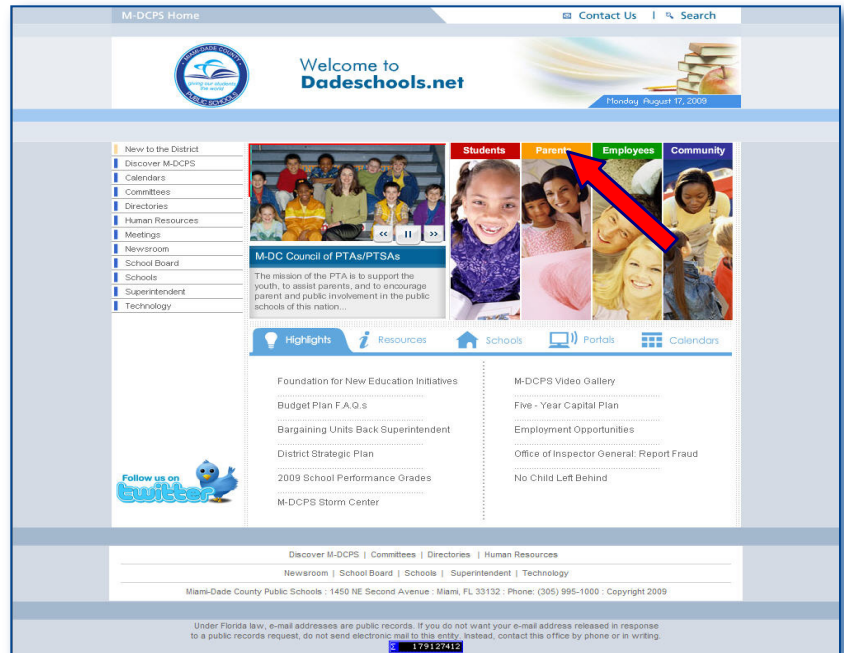 M-DCPS Home
Contact Us | Search
MIAMI-DADE COUNTY
giving our students
the world
PUBLIC SCHOOLS
Welcome to
Dadeschools.net
Monday August 17, 2009
New to the District
Discover M-DCPS
Calendars
Committees
Directories
Human Resources
Meetings
Newsroom
School Board
Schools
Superintendent
Technology
M-DC Council of PTAs/PTSAs
The mission of the PTA is to support the
youth, to assist parents, and to encourage
parent and public involvement in the public
schools of this nation...
Students
Parents
Employees
Community
Highlights
Resources
Schools
Portals
Calendars
Foundation for New Education Initiatives
Budget Plan F.A.Q.s
Bargaining Units Back Superintendent
District Strategic Plan
2009 School Performance Grades
M-DCPS Storm Center
M-DCPS Video Gallery
Five - Year Capital Plan
Employment Opportunities
Office of Inspector General: Report Fraud
No Child Left Behind
Follow us on
twitter
Discover M-DCPS | Committees | Directories | Human Resources
Newsroom | School Board | Schools | Superintendent | Technology
Miami-Dade County Public Schools : 1450 NE Second Avenue : Miami, FL 33132 : Phone: (305) 995-1000 : Copyright 2009
Under Florida law, e-mail addresses are public records. If you do not want your e-mail address released in response
to a public records request, do not send electronic mail to this entity. Instead, contact this office by phone or in writing.
179127412